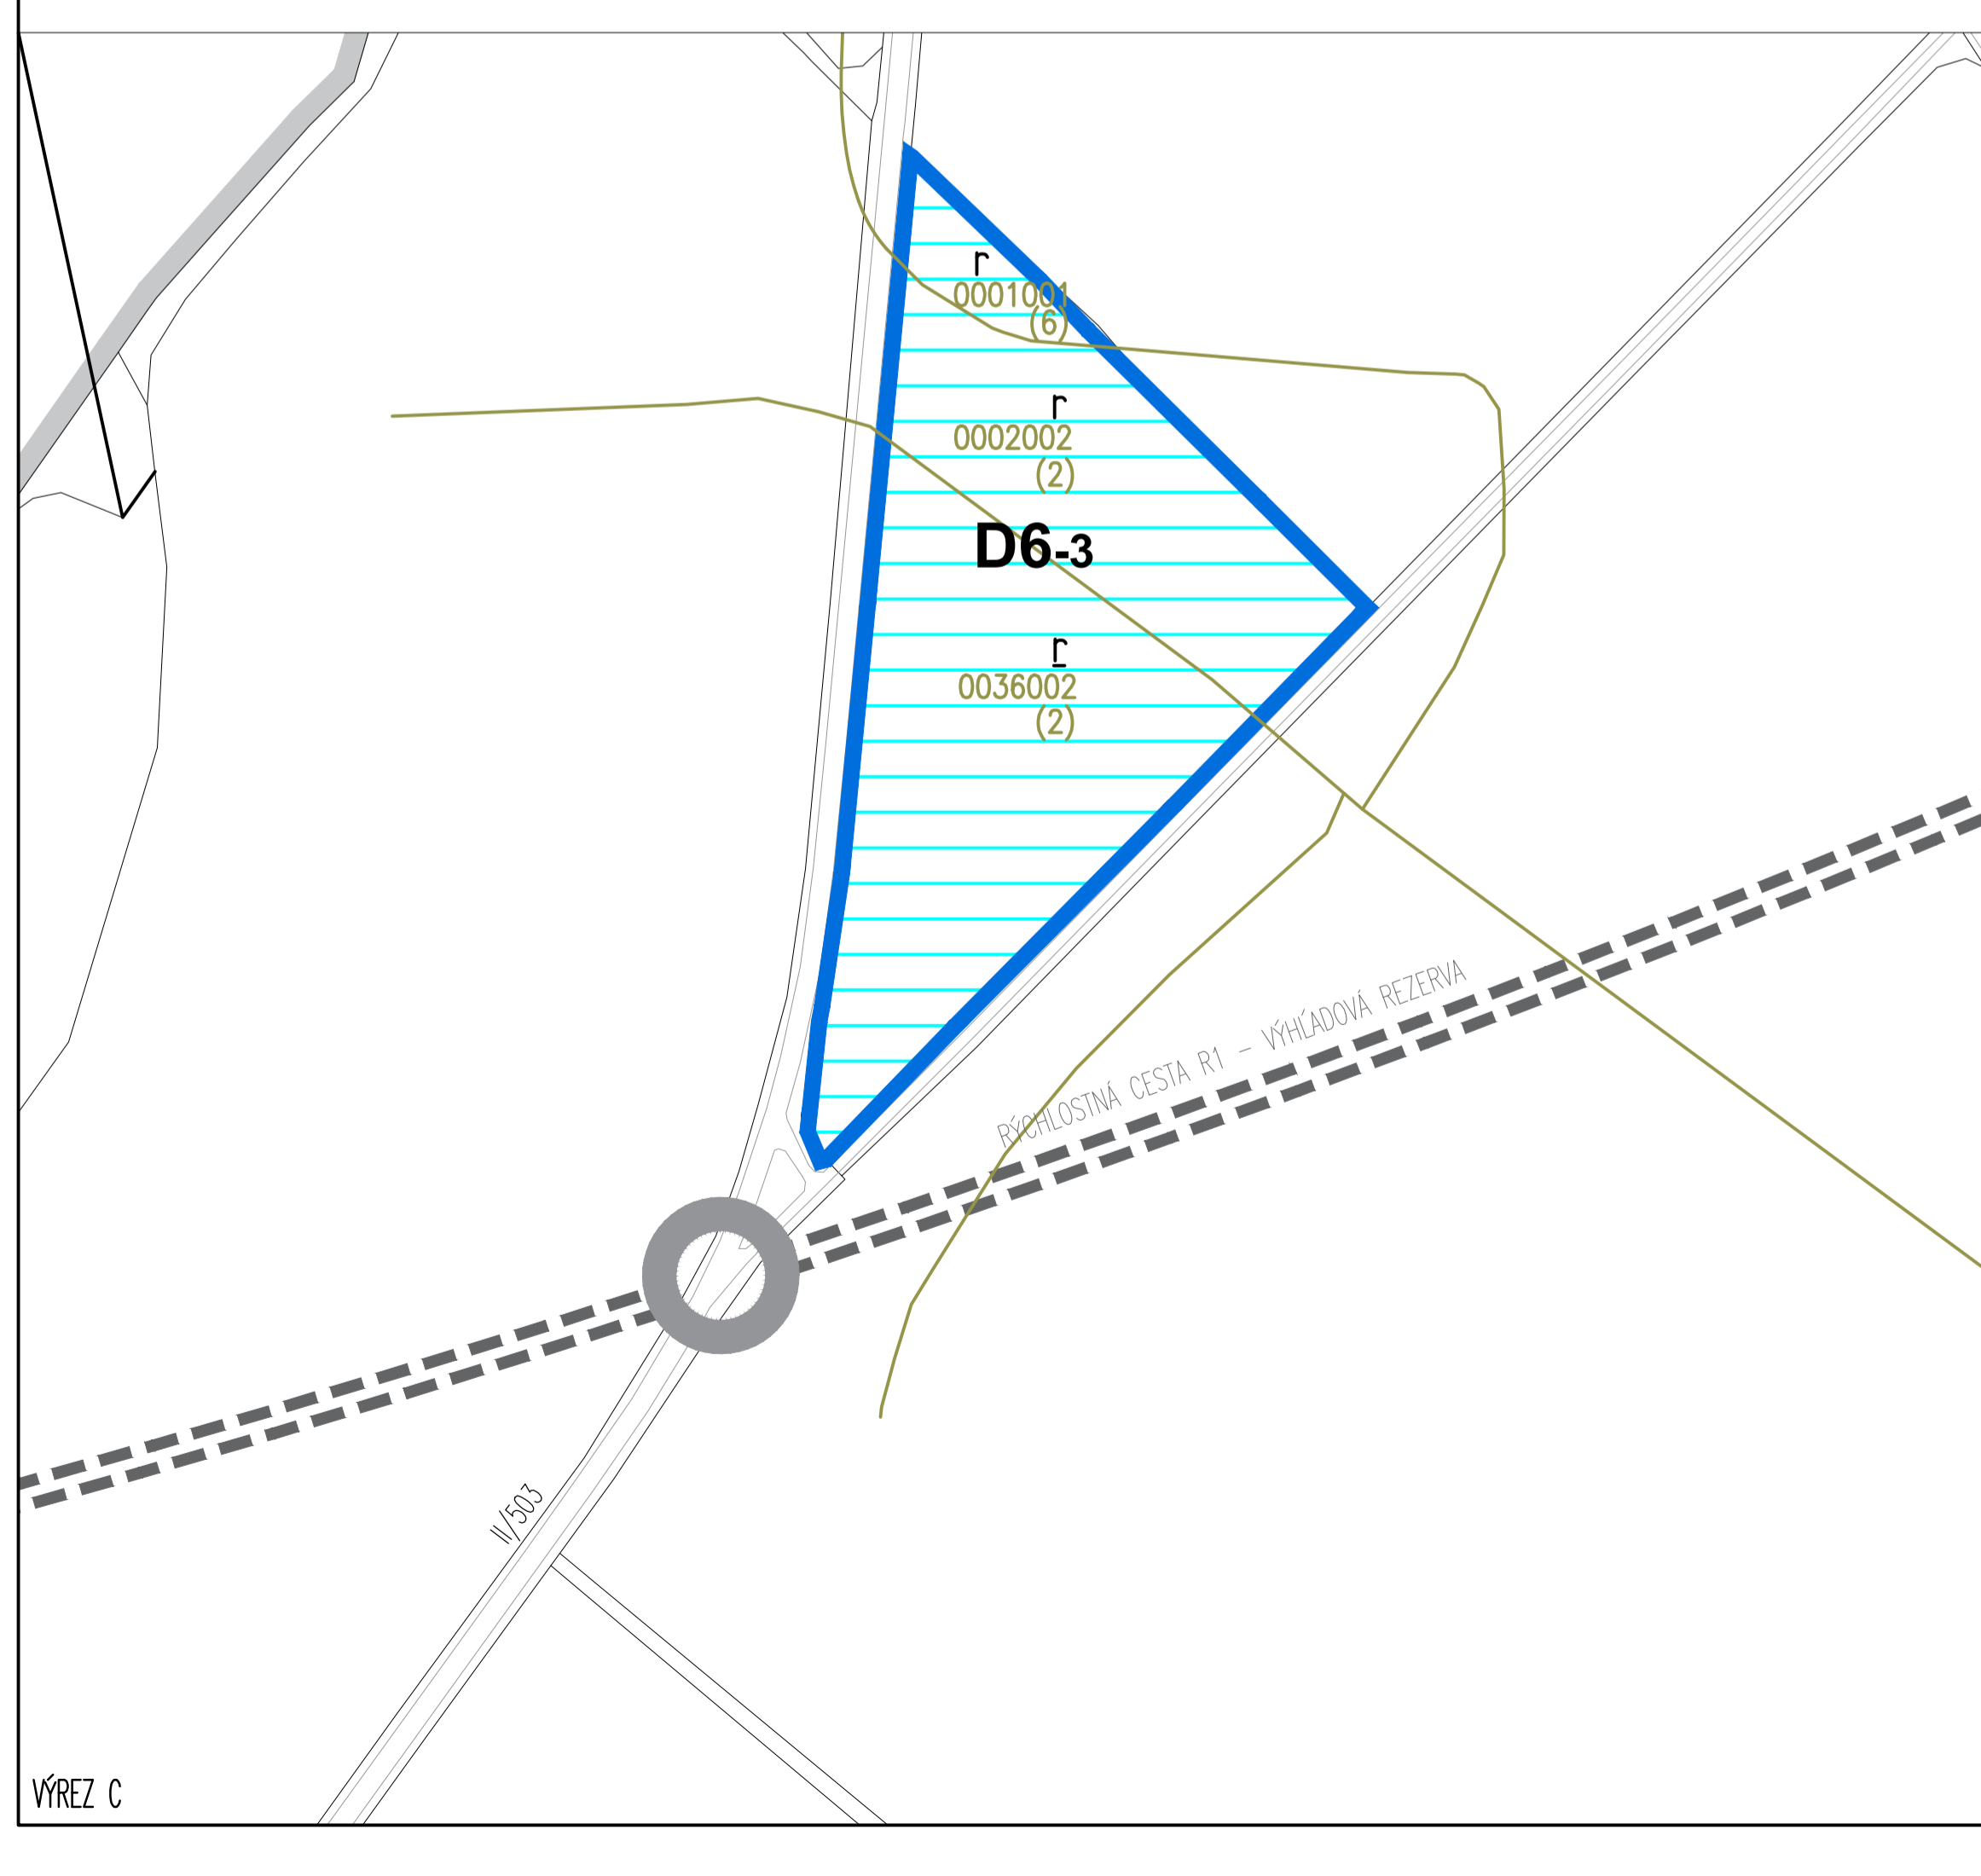 r
0001001
(6)
r
0002002
(2)
D6-3
r
0036002
(2)
RÝCHLOSTNÁ CESTA R1 – VÝHĽADOVÁ REZERVA
II/503
VÝREZ C